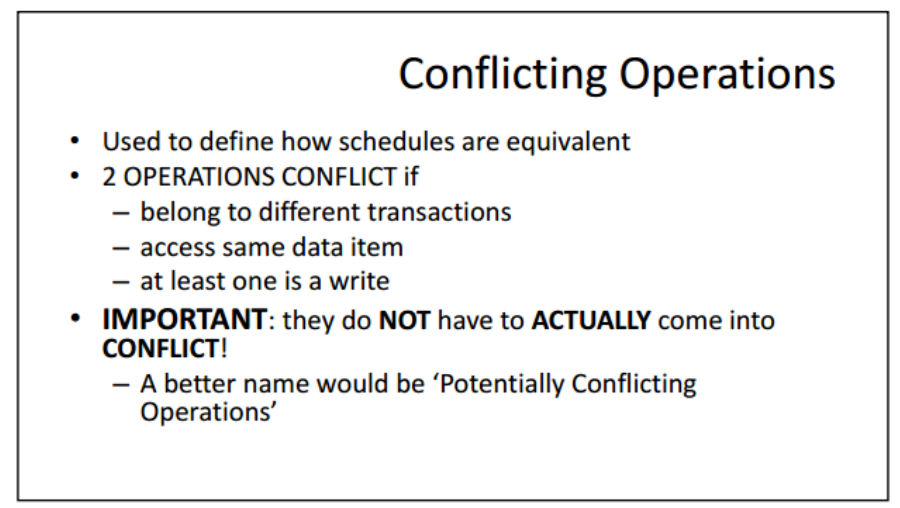 Conflicting Operations
• Used to define how schedules are equivalent
• 2 OPERATIONS CONFLICT if
– belong to different transactions
– access same data item
– at least one is a write
• IMPORTANT: they do NOT have to ACTUALLY come into
CONFLICT!
– A better name would be ‘Potentially Conflicting
Operations’